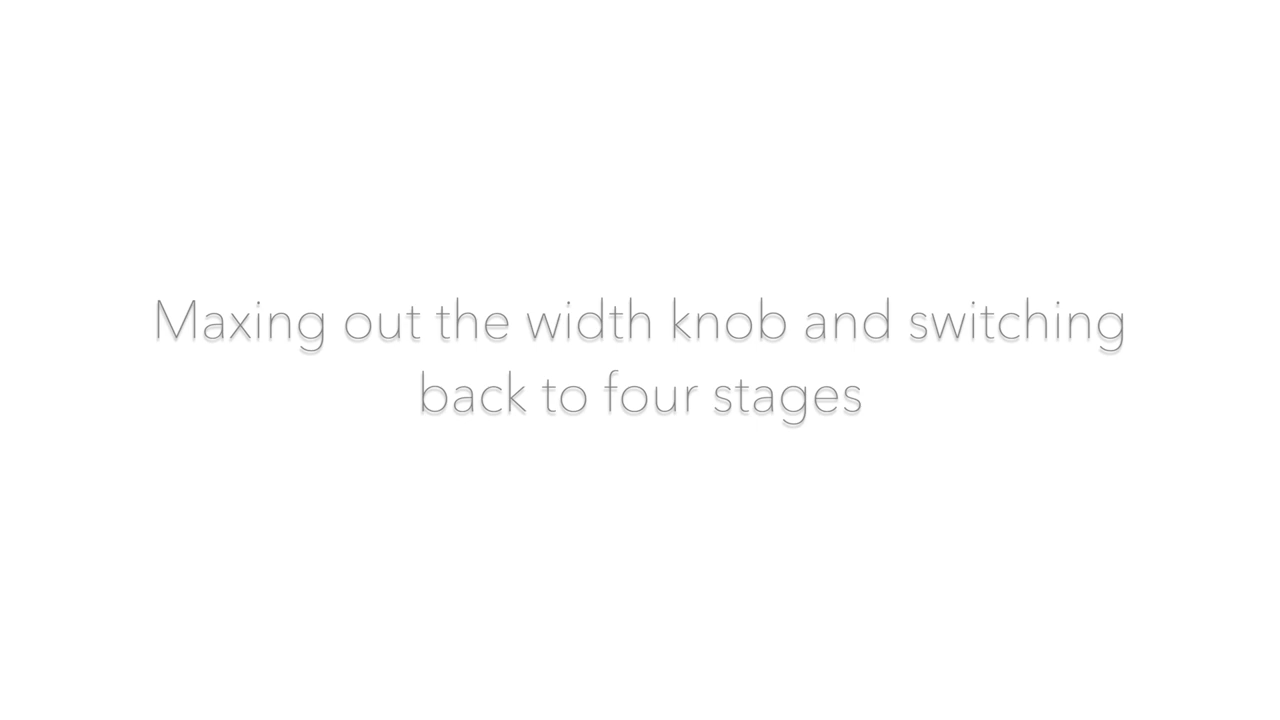 Maxing out the width knob and switching
back to four stages